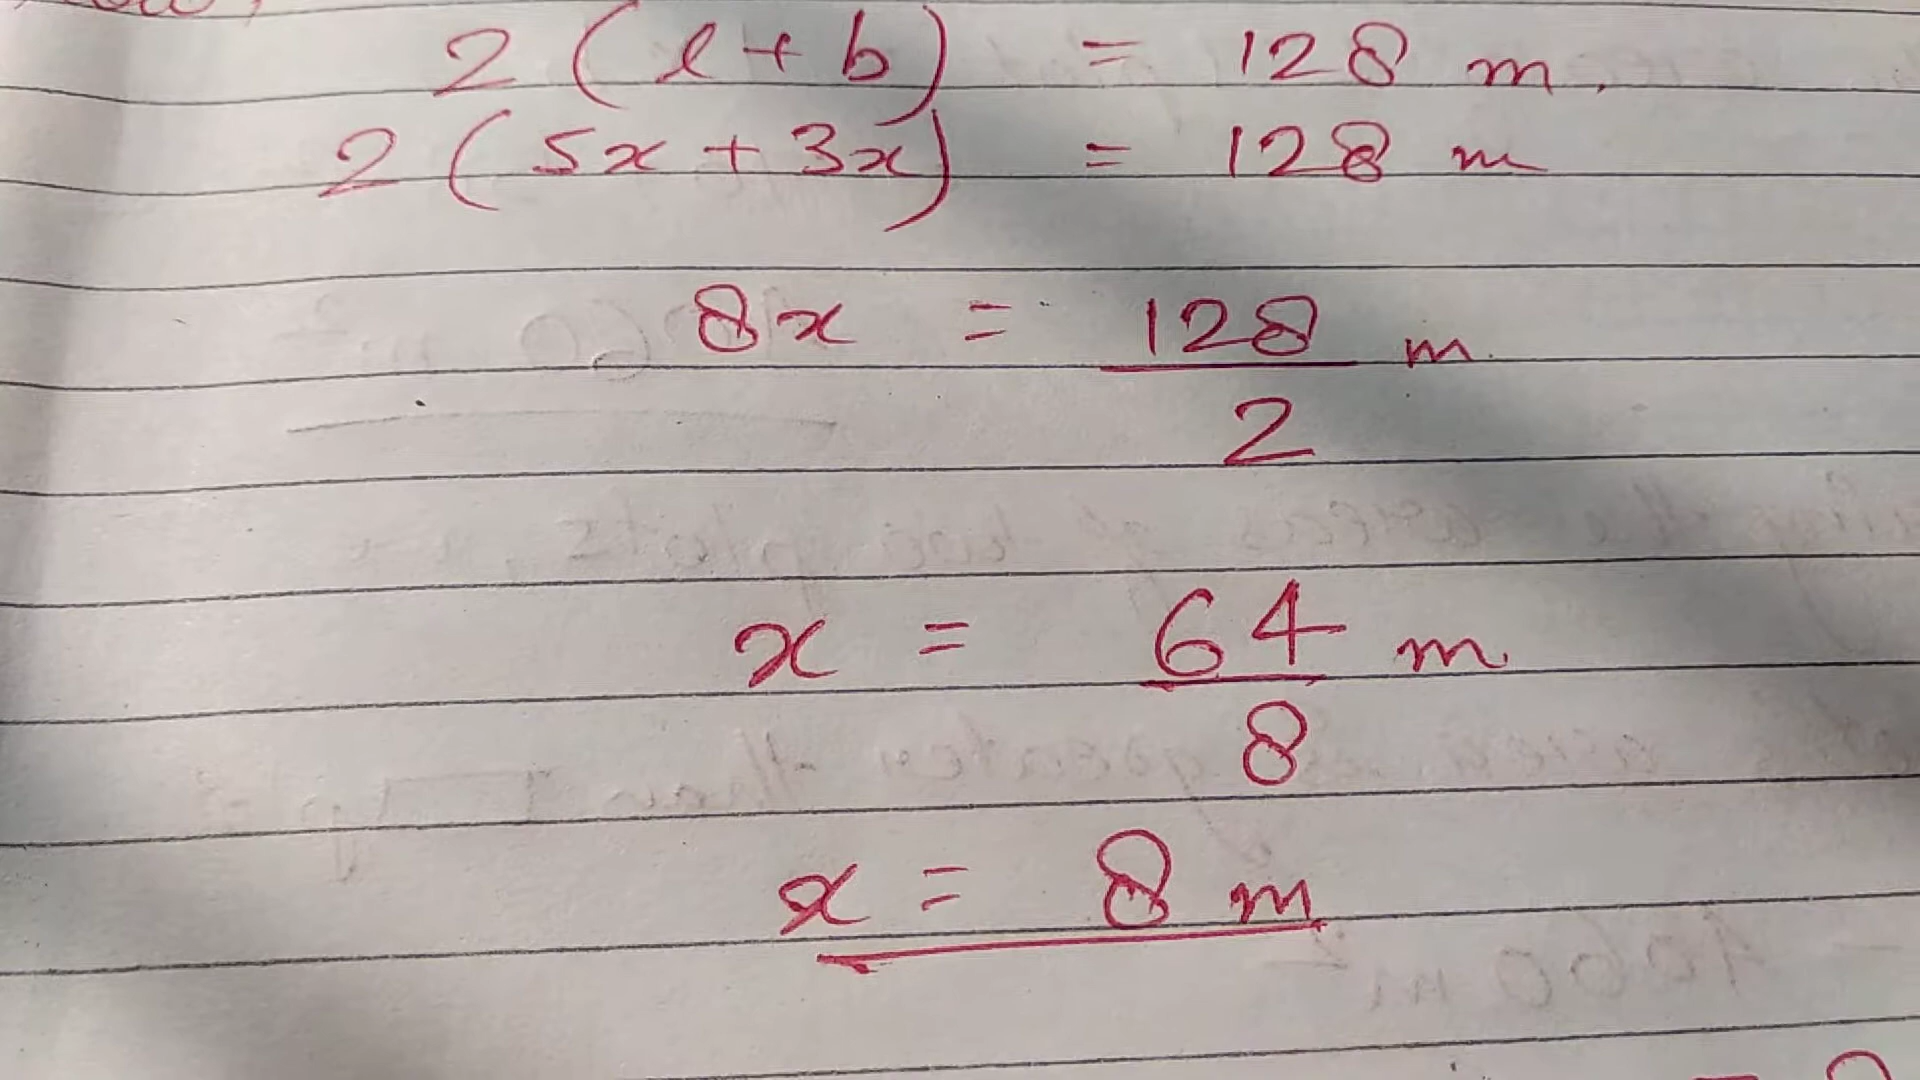 2 ( l + b ) = 128 m.
2 ( 5x + 3x ) = 128 m
8x = 128/2 m
x = 64/8 m
x = 8 m